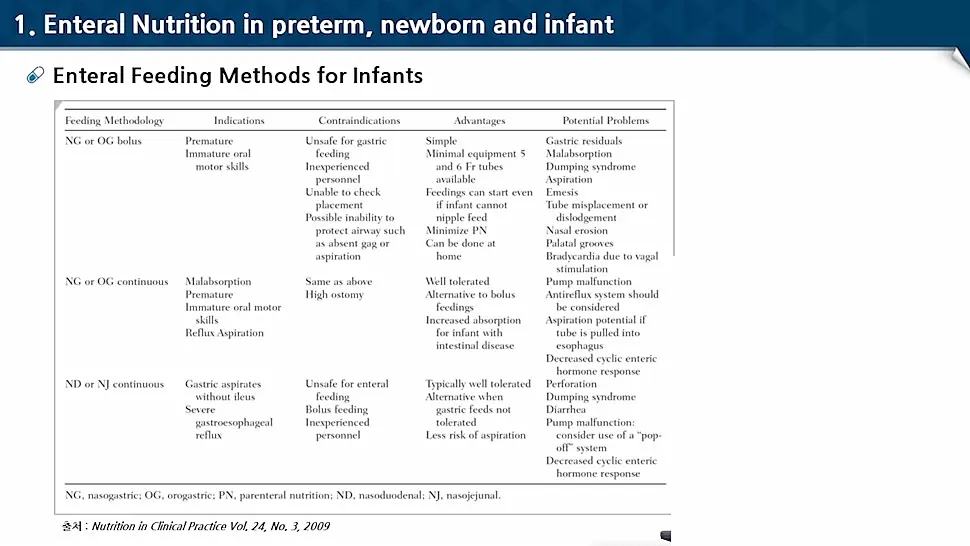 1. Enteral Nutrition in preterm, newborn and infant
Enteral Feeding Methods for Infants
Feeding Methodology Indications Contraindications Advantages Potential Problems
NG or OG bolus Premature Unsafe for gastric Simple Gastric residuals
Immature oral feeding Minimal equipment 5 Malabsorption
motor skills Inexperienced and 6 Fr tubes Dumping syndrome
personnel available Aspiration
Unable to check Feedings can start even Emesis
placement if infant cannot Tube misplacement or
Possible inability to nipple feed dislodgement
protect airway such Minimize PN Nasal erosion
as absent gag or Can be done at Palatal grooves
aspiration home Bradycardia due to vagal
stimulation
NG or OG continuous Malabsorption Same as above Well tolerated Pump malfunction
Premature High ostomy Alternative to bolus Antireflux system should
Immature oral motor feedings be considered
skills Increased absorption Aspiration potential if
Reflux Aspiration for infant with tube is pulled into
intestinal disease esophagus
Decreased cyclic enteric
hormone response
ND or NJ continuous Gastric aspirates Unsafe for enteral Typically well tolerated Perforation
without ileus feeding Alternative when Dumping syndrome
Severe Bolus feeding gastric feeds not Diarrhea
gastroesophageal Inexperienced tolerated Pump malfunction:
reflux personnel Less risk of aspiration consider use of a “pop-
off” system
Decreased cyclic enteric
hormone response
NG, nasogastric; OG, orogastric; PN, parenteral nutrition; ND, nasoduodenal; NJ, nasojejunal.
출처 : Nutrition in Clinical Practice Vol. 24, No. 3, 2009